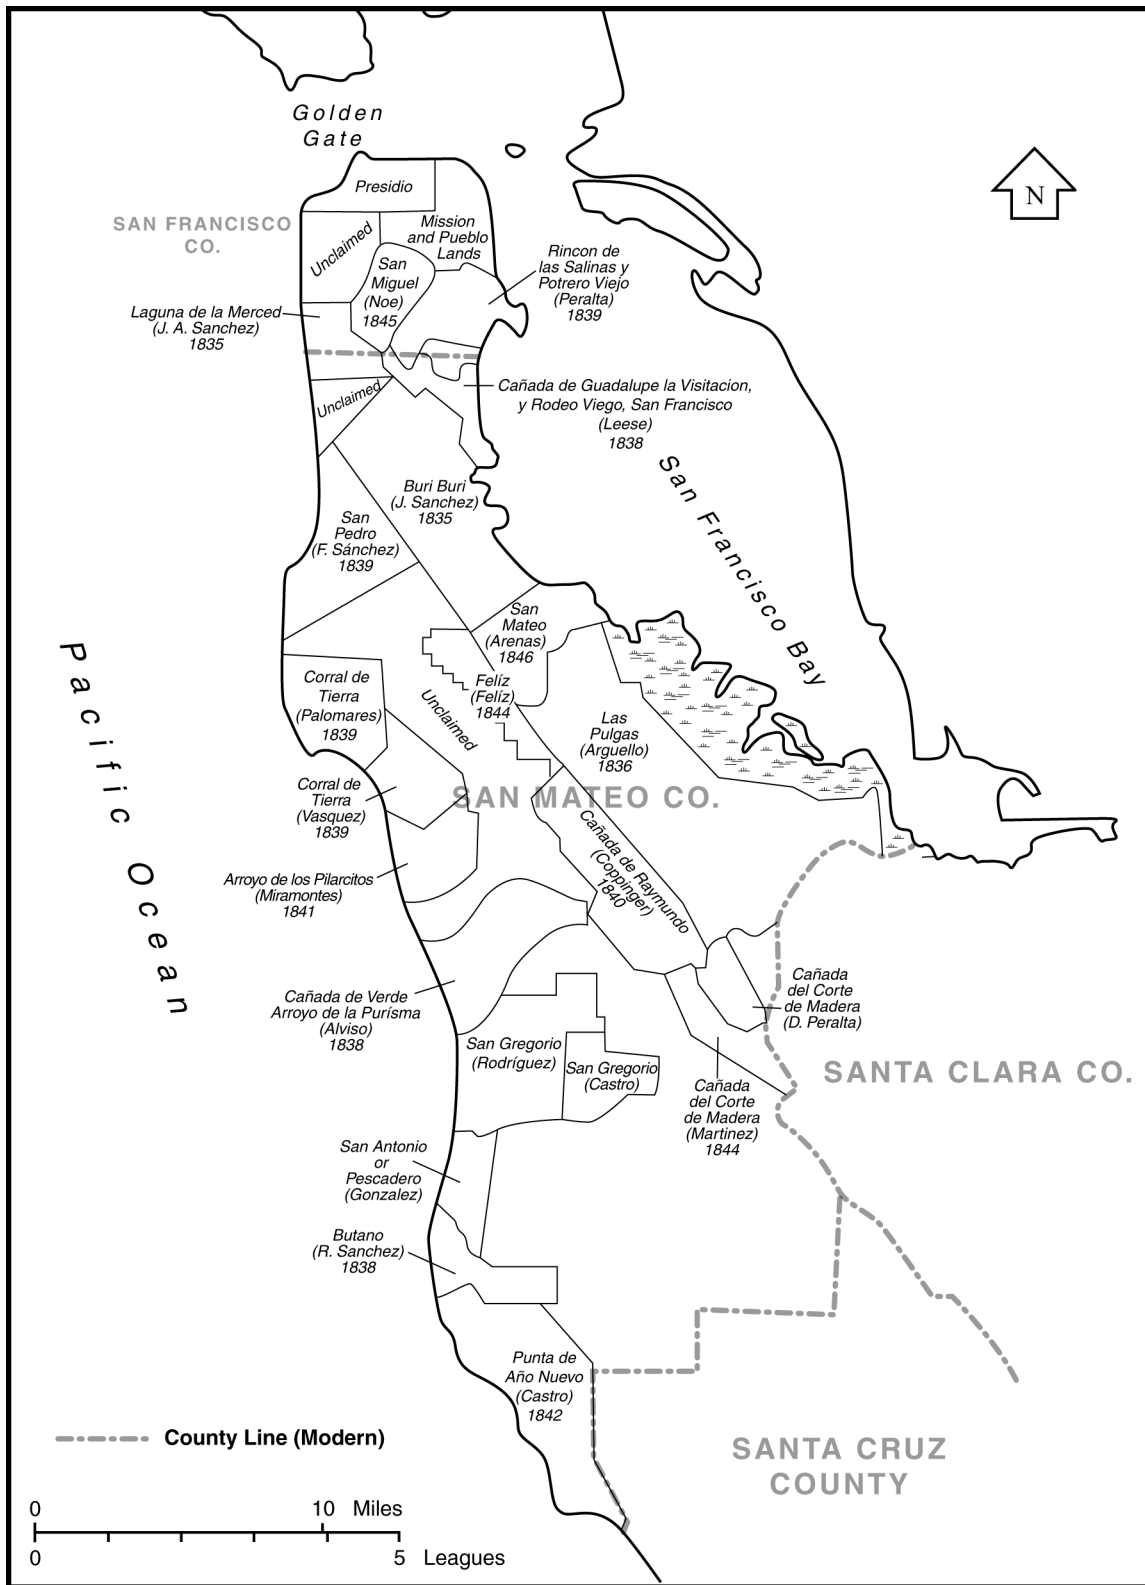 Golden
Gate
Presidio
N
SAN FRANCISCO
CO.
Unclaimed
Mission
and Pueblo
Lands
San
Miguel
(Noe)
1845
Rincon de
las Salinas y
Potrero Viejo
(Peralta)
1839
Laguna de la Merced
(J. A. Sanchez)
1835
Unclaimed
Cañada de Guadalupe la Visitacion,
y Rodeo Viego, San Francisco
(Leese)
1838
San Francisco Bay
Buri Buri
(J. Sanchez)
1835
San
Pedro
(F. Sánchez)
1839
San
Mateo
(Arenas)
1846
Pacific Ocean
Corral de
Tierra
(Palomares)
1839
Unclaimed
Felíz
(Felíz)
1844
Las
Pulgas
(Arguello)
1836
Corral de
Tierra
(Vasquez)
1839
SAN MATEO CO.
Cañada de Raymundo
(Coppinger)
1840
Arroyo de los Pilarcitos
(Miramontes)
1841
Cañada de Verde
Arroyo de la Purísma
(Alviso)
1838
Cañada
del Corte
de Madera
(D. Peralta)
San Gregorio
(Rodríguez)
San Gregorio
(Castro)
SANTA CLARA CO.
Cañada
del Corte
de Madera
(Martinez)
1844
San Antonio
or
Pescadero
(Gonzalez)
Butano
(R. Sanchez)
1838
Punta de
Año Nuevo
(Castro)
1842
County Line (Modern)
SANTA CRUZ
COUNTY
0 10 Miles
0 5 Leagues